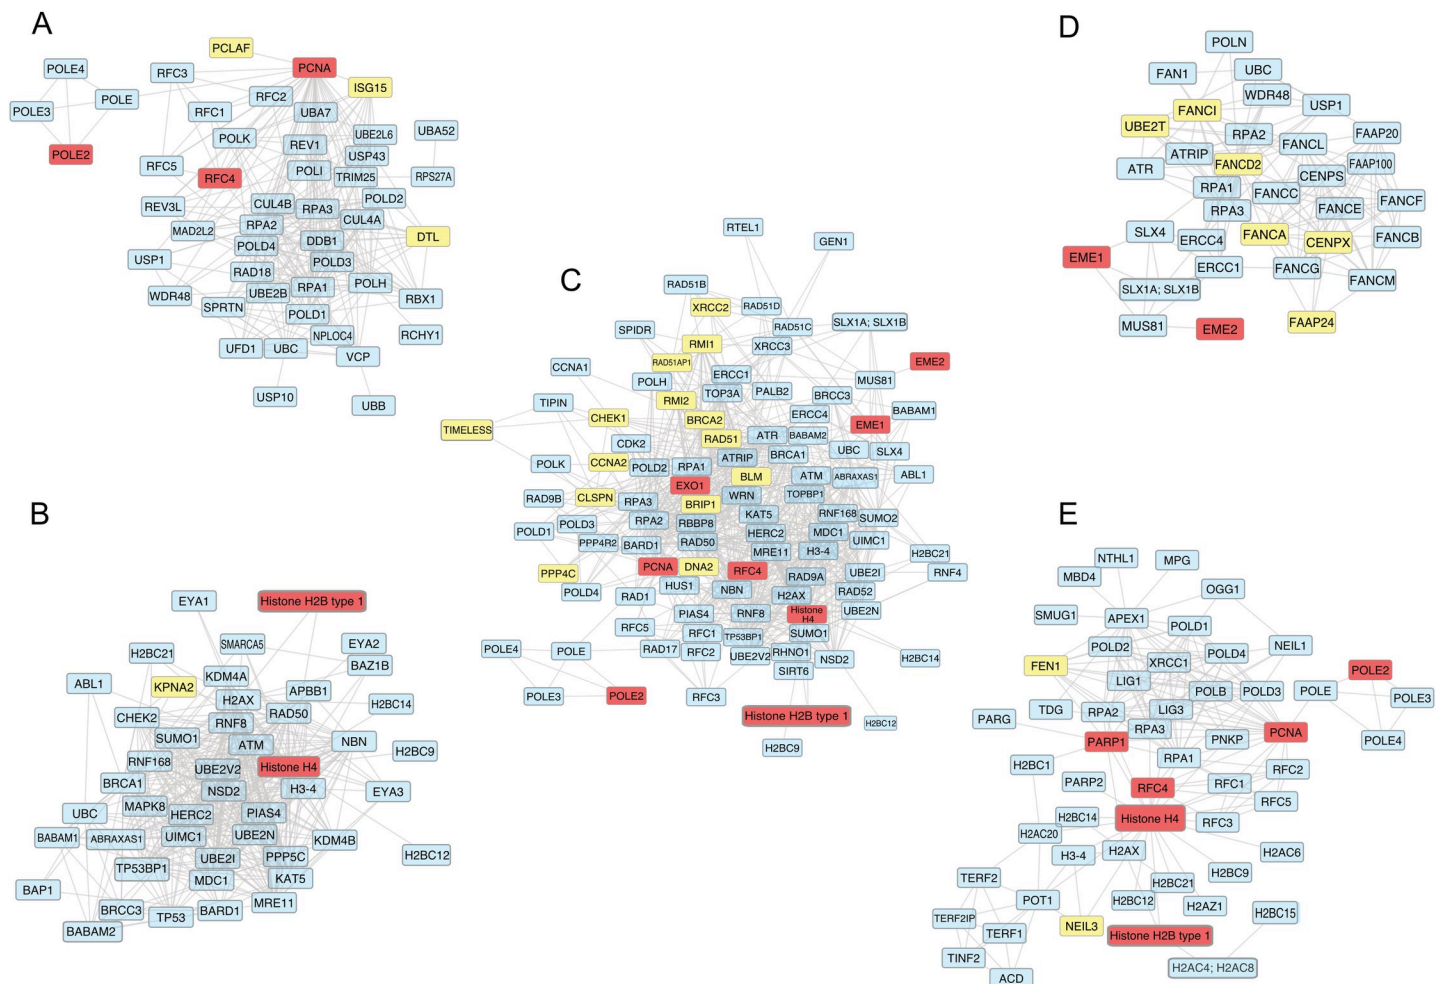 A
PCLAF
POLE4
RFC3
PCNA
ISG15
POLE
RFC2
POLE3
RFC1
UBA7
POLK
UBE2L6
UBA52
REV1
POLE2
USP43
RFC5
RFC4
POLI
TRIM25
RPS27A
REV3L
CUL4B
RPA3
POLD2
MAD2L2
RPA2
CUL4A
DTL
POLD4
DDB1
USP1
RAD18
POLD3
WDR48
UBE2B
RPA1
POLH
RBX1
SPRTN
POLD1
NPLOC4
RCHY1
UFD1
UBC
VCP
USP10
UBB
B
EYA1
Histone H2B type 1
SMARCA5
EYA2
H2BC21
BAZ1B
KDM4A
ABL1
KPNA2
APBB1
H2AX
H2BC14
CHEK2
RNF8
RAD50
SUMO1
ATM
NBN
H2BC9
RNF168
UBE2V2
Histone H4
BRCA1
NSD2
H3-4
EYA3
MAPK8
UBC
HERC2
PIAS4
BABAM1
ABRAXAS1
UIMC1
UBE2N
KDM4B
TP53BP1
UBE2I
PPP5C
H2BC12
MDC1
KAT5
BAP1
BRCC3
TP53
BARD1
MRE11
BABAM2
C
RTEL1
GEN1
RAD51B
XRCC2
RAD51D
SPIDR
RAD51C
SLX1A; SLX1B
RMI1
XRCC3
CCNA1
RAD51AP1
EME2
POLH
ERCC1
MUS81
TOP3A
PALB2
BRCC3
TIPIN
RMI2
BABAM1
TIMELESS
CHEK1
BRCA2
ERCC4
EME1
CDK2
RAD51
ATR
BABAM2
UBC
SLX4
POLK
CCNA2
POLD2
RPA1
ATRIP
BRCA1
ABL1
EXO1
BLM
ATM
ABRAXAS1
RAD9B
CLSPN
RPA3
BRIP1
WRN
TOPBP1
POLD1
POLD3
RPA2
RBBP8
KAT5
RNF168
SUMO2
PPP4R2
BARD1
RAD50
HERC2
MDC1
UIMC1
MRE11
H3-4
H2BC21
PPP4C
PCNA
DNA2
RFC4
RAD9A
UBE2I
RNF4
POLD4
RAD1
HUS1
NBN
H2AX
RAD52
PIAS4
RNF8
Histone
H4
UBE2N
RFC5
RFC1
TP53BP1
SUMO1
POLE4
POLE
RAD17
RFC2
UBE2V2
RHNO1
NSD2
H2BC14
SIRT6
POLE3
POLE2
RFC3
Histone H2B type 1
H2BC12
H2BC9
D
POLN
FAN1
UBC
WDR48
USP1
FANCI
UBE2T
RPA2
FANCL
FAAP20
ATRIP
FANCD2
FAAP100
ATR
CENPS
RPA1
FANCC
FANCF
RPA3
FANCE
SLX4
ERCC4
FANCA
CENPX
FANCB
EME1
ERCC1
FANCG
FANCM
SLX1A; SLX1B
MUS81
EME2
FAAP24
E
NTHL1
MPG
MBD4
OGG1
SMUG1
APEX1
POLD1
POLD2
POLD4
NEIL1
FEN1
XRCC1
LIG1
POLE2
POLB
POLD3
POLE
POLE3
TDG
RPA2
LIG3
PARG
RPA3
PNKP
PCNA
POLE4
PARP1
RPA1
H2BC1
PARP2
RFC4
RFC1
RFC2
RFC5
H2BC14
Histone H4
RFC3
H2AC20
H3-4
H2AX
H2AC6
TERF2
H2BC9
H2BC21
POT1
H2BC12
H2AZ1
H2BC15
TERF2IP
NEIL3
TERF1
Histone H2B type 1
TINF2
H2AC4; H2AC8
ACD